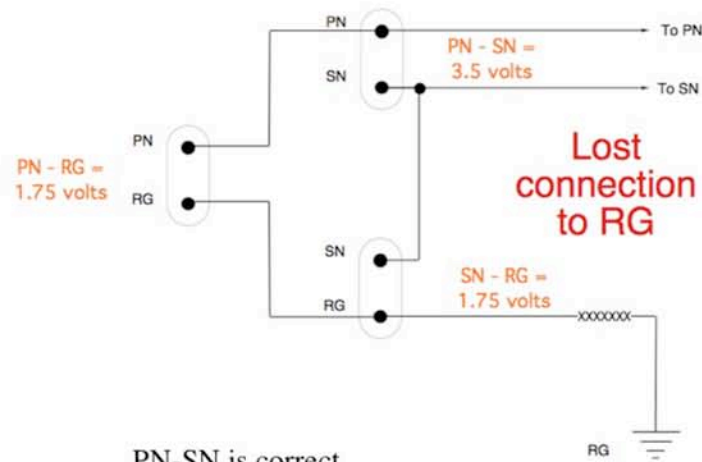 PN
PN - SN =
3.5 volts
To PN
SN
To SN
PN
PN - RG =
1.75 volts
RG
Lost
connection
to RG
SN
SN - RG =
1.75 volts
RG
XXXXXXX
RG
PN-SN is correct